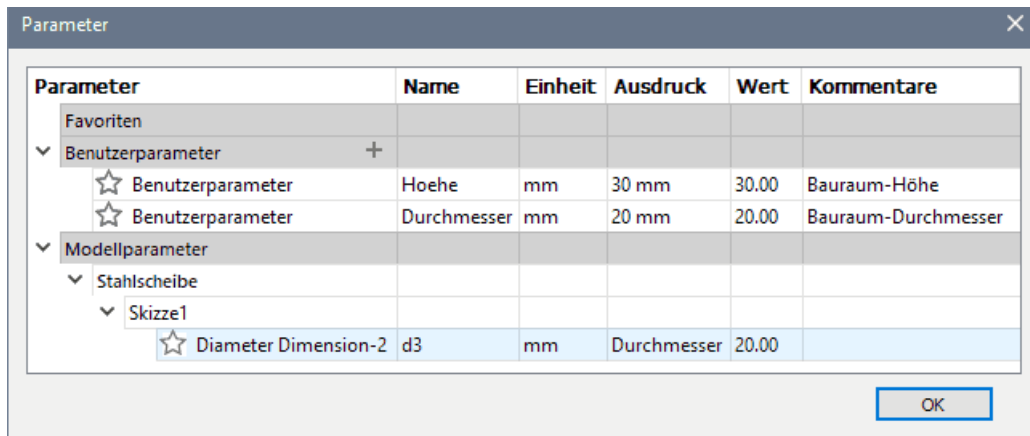 Parameter
Parameter Name Einheit Ausdruck Wert Kommentare
Favoriten
Benutzerparameter +
Benutzerparameter Hoehe mm 30 mm 30.00 Bauraum-Höhe
Benutzerparameter Durchmesser mm 20 mm 20.00 Bauraum-Durchmesser
Modellparameter
Stahlscheibe
Skizze1
Diameter Dimension-2 d3 mm Durchmesser 20.00
OK